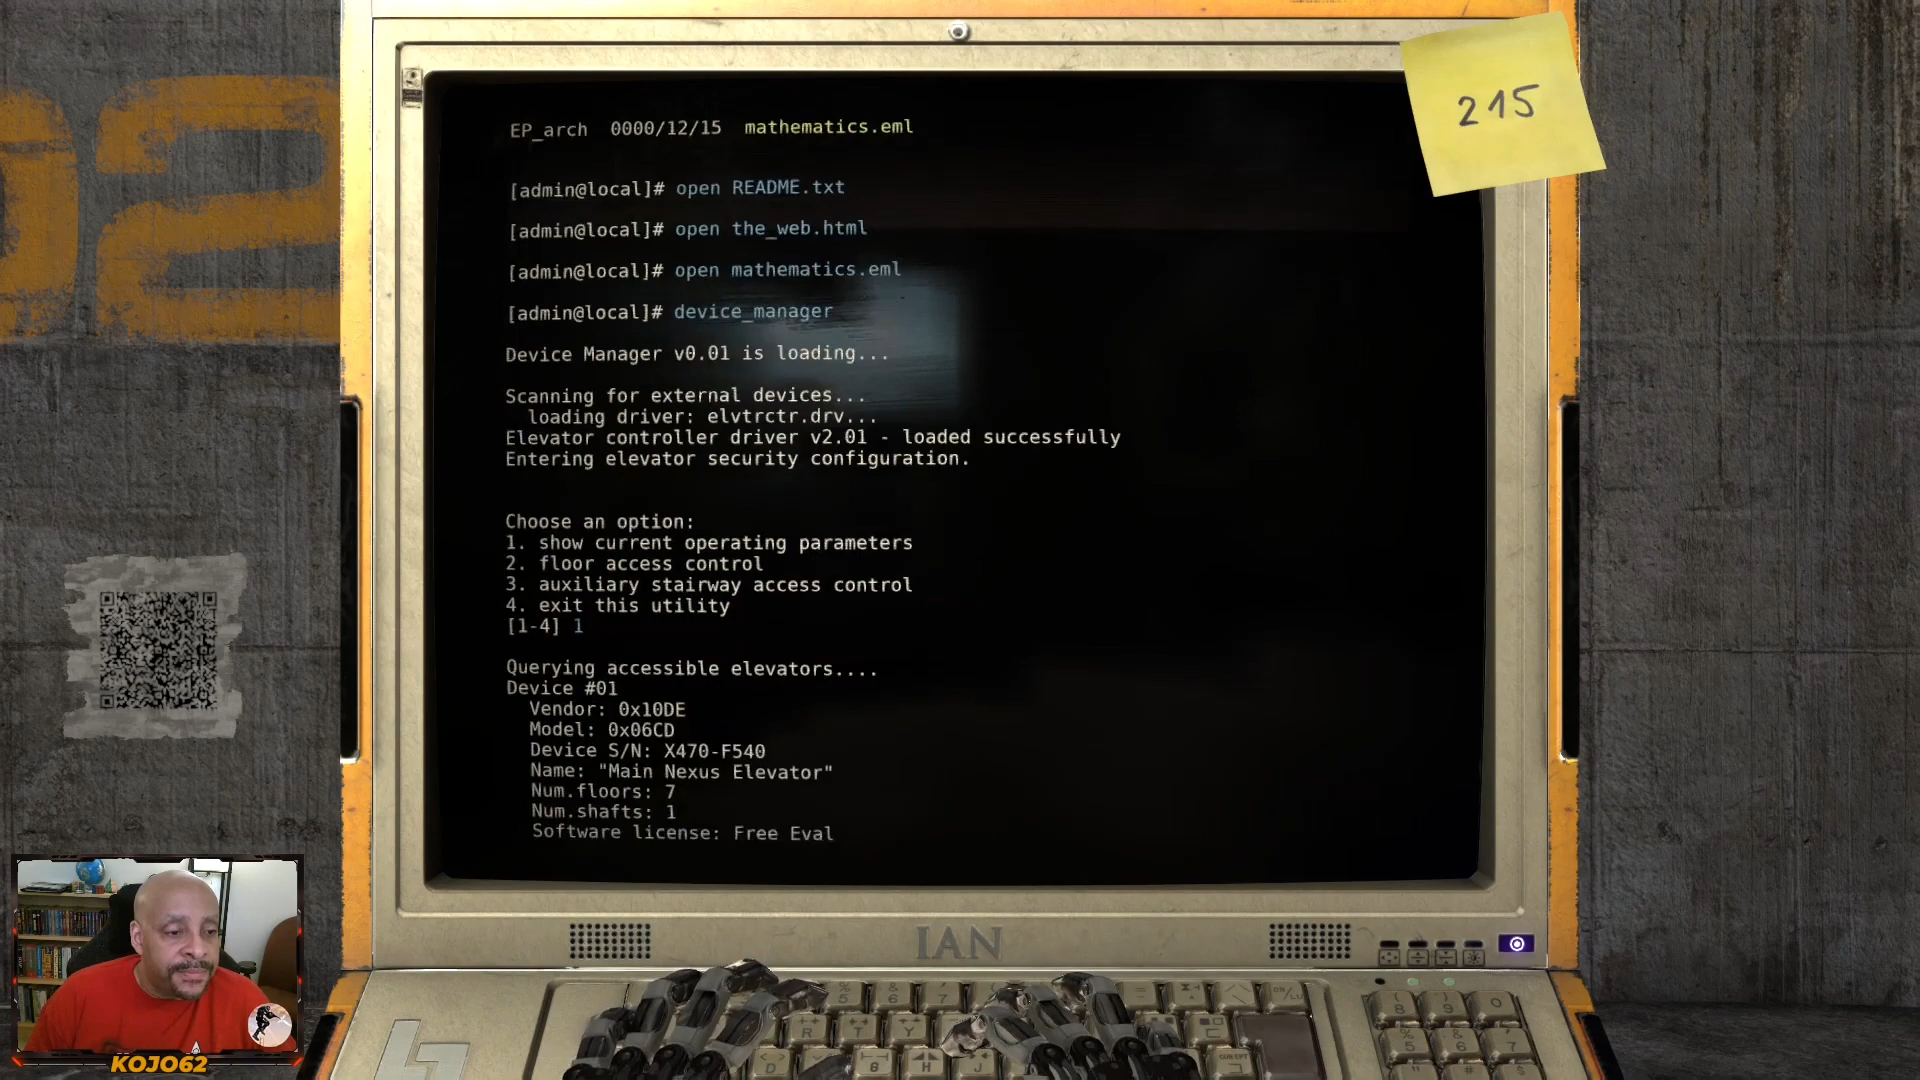 02
EP_arch 0000/12/15 mathematics.eml
[admin@local]# open README.txt
[admin@local]# open the_web.html
[admin@local]# open mathematics.eml
[admin@local]# device_manager
Device Manager v0.01 is loading...
Scanning for external devices...
loading driver: elvtrctr.drv...
Elevator controller driver v2.01 - loaded successfully
Entering elevator security configuration.
Choose an option:
1. show current operating parameters
2. floor access control
3. auxiliary stairway access control
4. exit this utility
[1-4] 1
Querying accessible elevators....
Device #01
Vendor: 0x10DE
Model: 0x06CD
Device S/N: X470-F540
Name: "Main Nexus Elevator"
Num.floors: 7
Num.shafts: 1
Software license: Free Eval
215
IAN
KOJO62